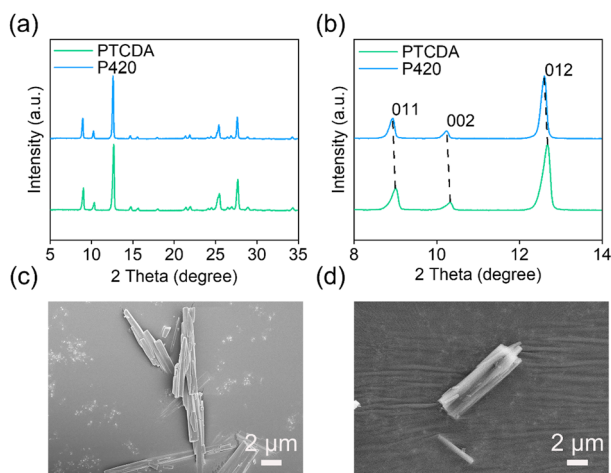 (a)
PTCDA
P420
Intensity (a.u.)
5 10 15 20 25 30 35
2 Theta (degree)
(b)
PTCDA
P420
011
002
012
Intensity (a.u.)
8 10 12 14
2 Theta (degree)
(c)
2 μm
(d)
2 μm